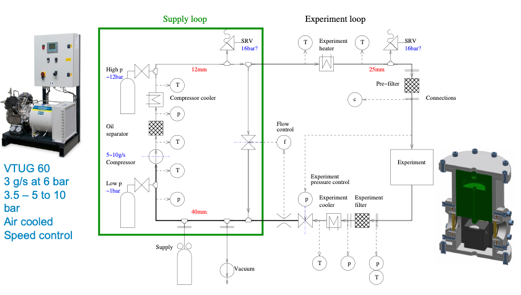 Supply loop
Experiment loop
SRV
16bar?
SRV
16bar?
T
Experiment
heater
T
High p
~12bar
12mm
25mm
T
Compressor cooler
Pre-filter
c
Connections
p
Oil
separator
Flow
control
T
f
5-10g/s
Compressor
Experiment
T
Experiment
pressure control
Low p
~1bar
p
p
Experiment
cooler
Experiment
filter
40mm
Supply
Vacuum
T
p
p
T
VTUG 60
3 g/s at 6 bar
3.5 – 5 to 10
bar
Air cooled
Speed control